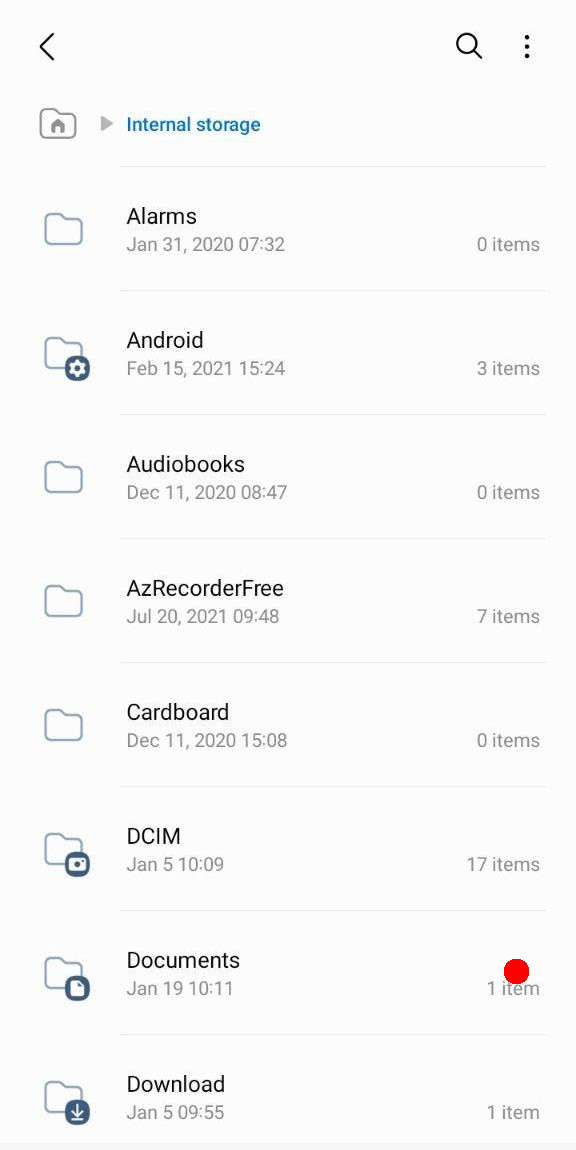 Internal storage
Alarms
Jan 31, 2020 07:32 0 items
Android
Feb 15, 2021 15:24 3 items
Audiobooks
Dec 11, 2020 08:47 0 items
AzRecorderFree
Jul 20, 2021 09:48 7 items
Cardboard
Dec 11, 2020 15:08 0 items
DCIM
Jan 5 10:09 17 items
Documents
Jan 19 10:11 1 item
Download
Jan 5 09:55 1 item